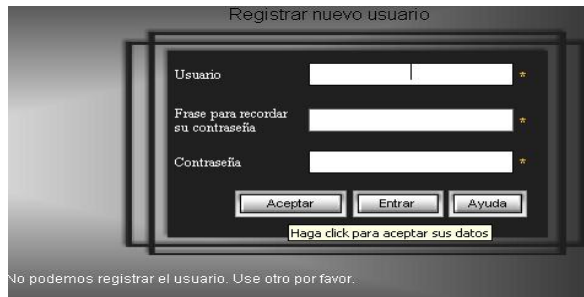 Registrar nuevo usuario
Usuario *
Frase para recordar
su contraseña *
Contraseña *
Aceptar Entrar Ayuda
Haga click para aceptar sus datos
No podemos registrar el usuario. Use otro por favor.